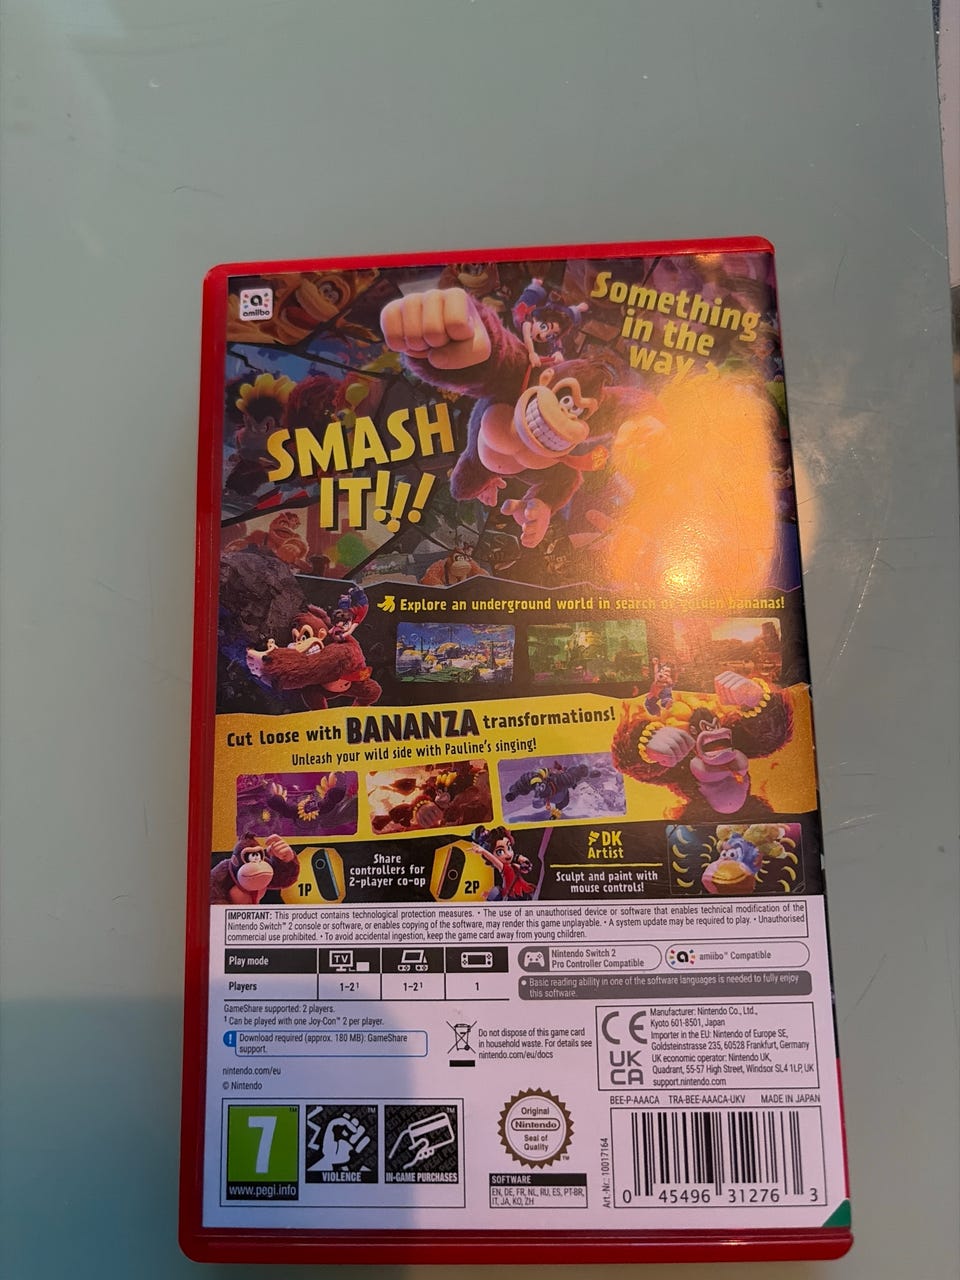 amiibo
Something
in the
way
SMASH
IT!!!
Explore an underground world in search of golden bananas!
Cut Loose with BANANZA transformations!
Unleash your wild side with Pauline's singing!
1P
Share
controllers for
2-player co-op
2P
DK
Artist
Sculpt and paint with
mouse controls!
IMPORTANT: This product contains technological protection measures. • The use of an unauthorised device or software that enables technical modification of the
Nintendo Switch™ 2 console or software, or enables copying of the software, may render this game unplayable. • A system update may be required to play. • Unauthorised
commercial use prohibited. • To avoid accidental ingestion, keep the game card away from young children.
Play mode TV
Players 1-2¹ 1-2¹ 1
Nintendo Switch 2
Pro Controller Compatible
amiibo™ Compatible
• Basic reading ability in one of the software languages is needed to fully enjoy
this software.
GameShare supported: 2 players.
¹ Can be played with one Joy-Con™ 2 per player.
! Download required (approx. 180 MB): GameShare
support.
nintendo.com/eu
© Nintendo
Do not dispose of this game card
in household waste. For details see
nintendo.com/eu/docs
CE
UK
CA
Manufacturer: Nintendo Co., Ltd.,
Kyoto 601-8501, Japan
Importer in the EU: Nintendo of Europe SE,
Goldsteinstrasse 235, 60528 Frankfurt, Germany
UK economic operator: Nintendo UK,
Quadrant, 55-57 High Street, Windsor SL4 1LP, UK
support.nintendo.com
BEE-P-AAACA TRA-BEE-AAACA-UKV MADE IN JAPAN
7™
www.pegi.info
VIOLENCE
IN-GAME PURCHASES
Original
Nintendo
Seal of
Quality
™
SOFTWARE
EN, DE, FR, NL, RU, ES, PT-BR,
IT, JA, KO, ZH
Art.-Nr.: 10017164
0 45496 31276 3